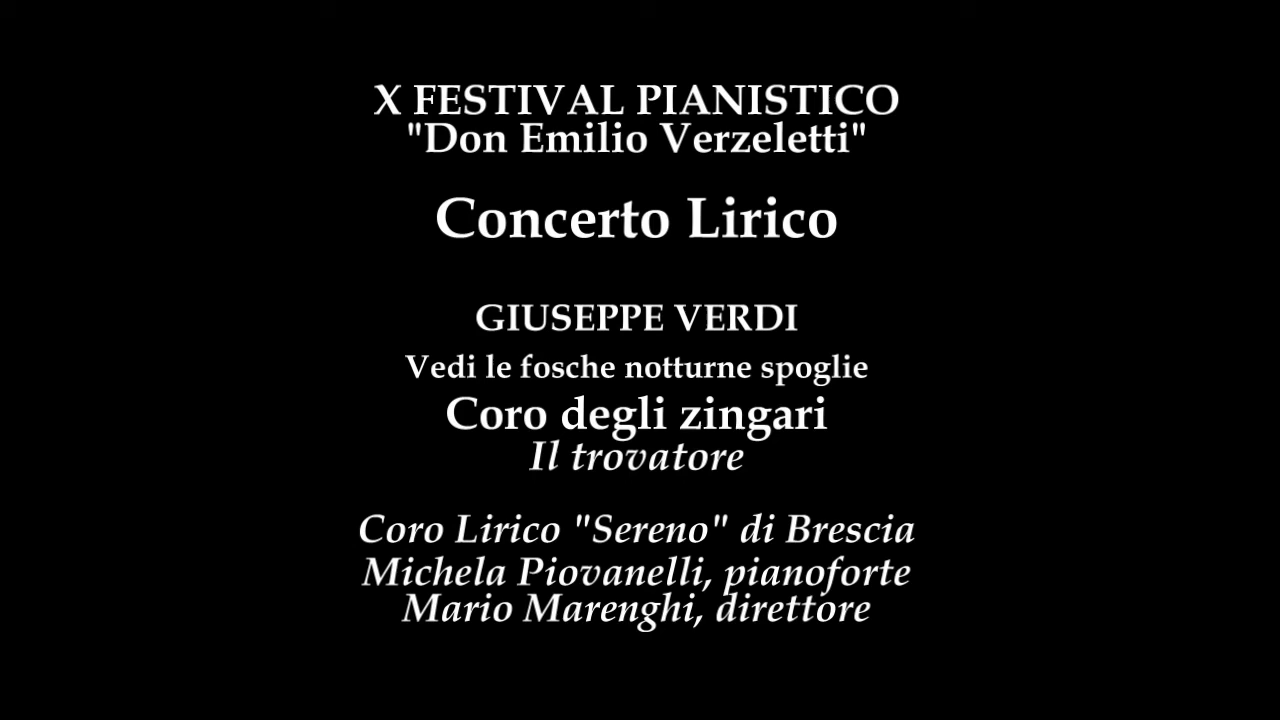 X FESTIVAL PIANISTICO
"Don Emilio Verzeletti"
Concerto Lirico
GIUSEPPE VERDI
Vedi le fosche notturne spoglie
Coro degli zingari
Il trovatore
Coro Lirico "Sereno" di Brescia
Michela Piovanelli, pianoforte
Mario Marenghi, direttore